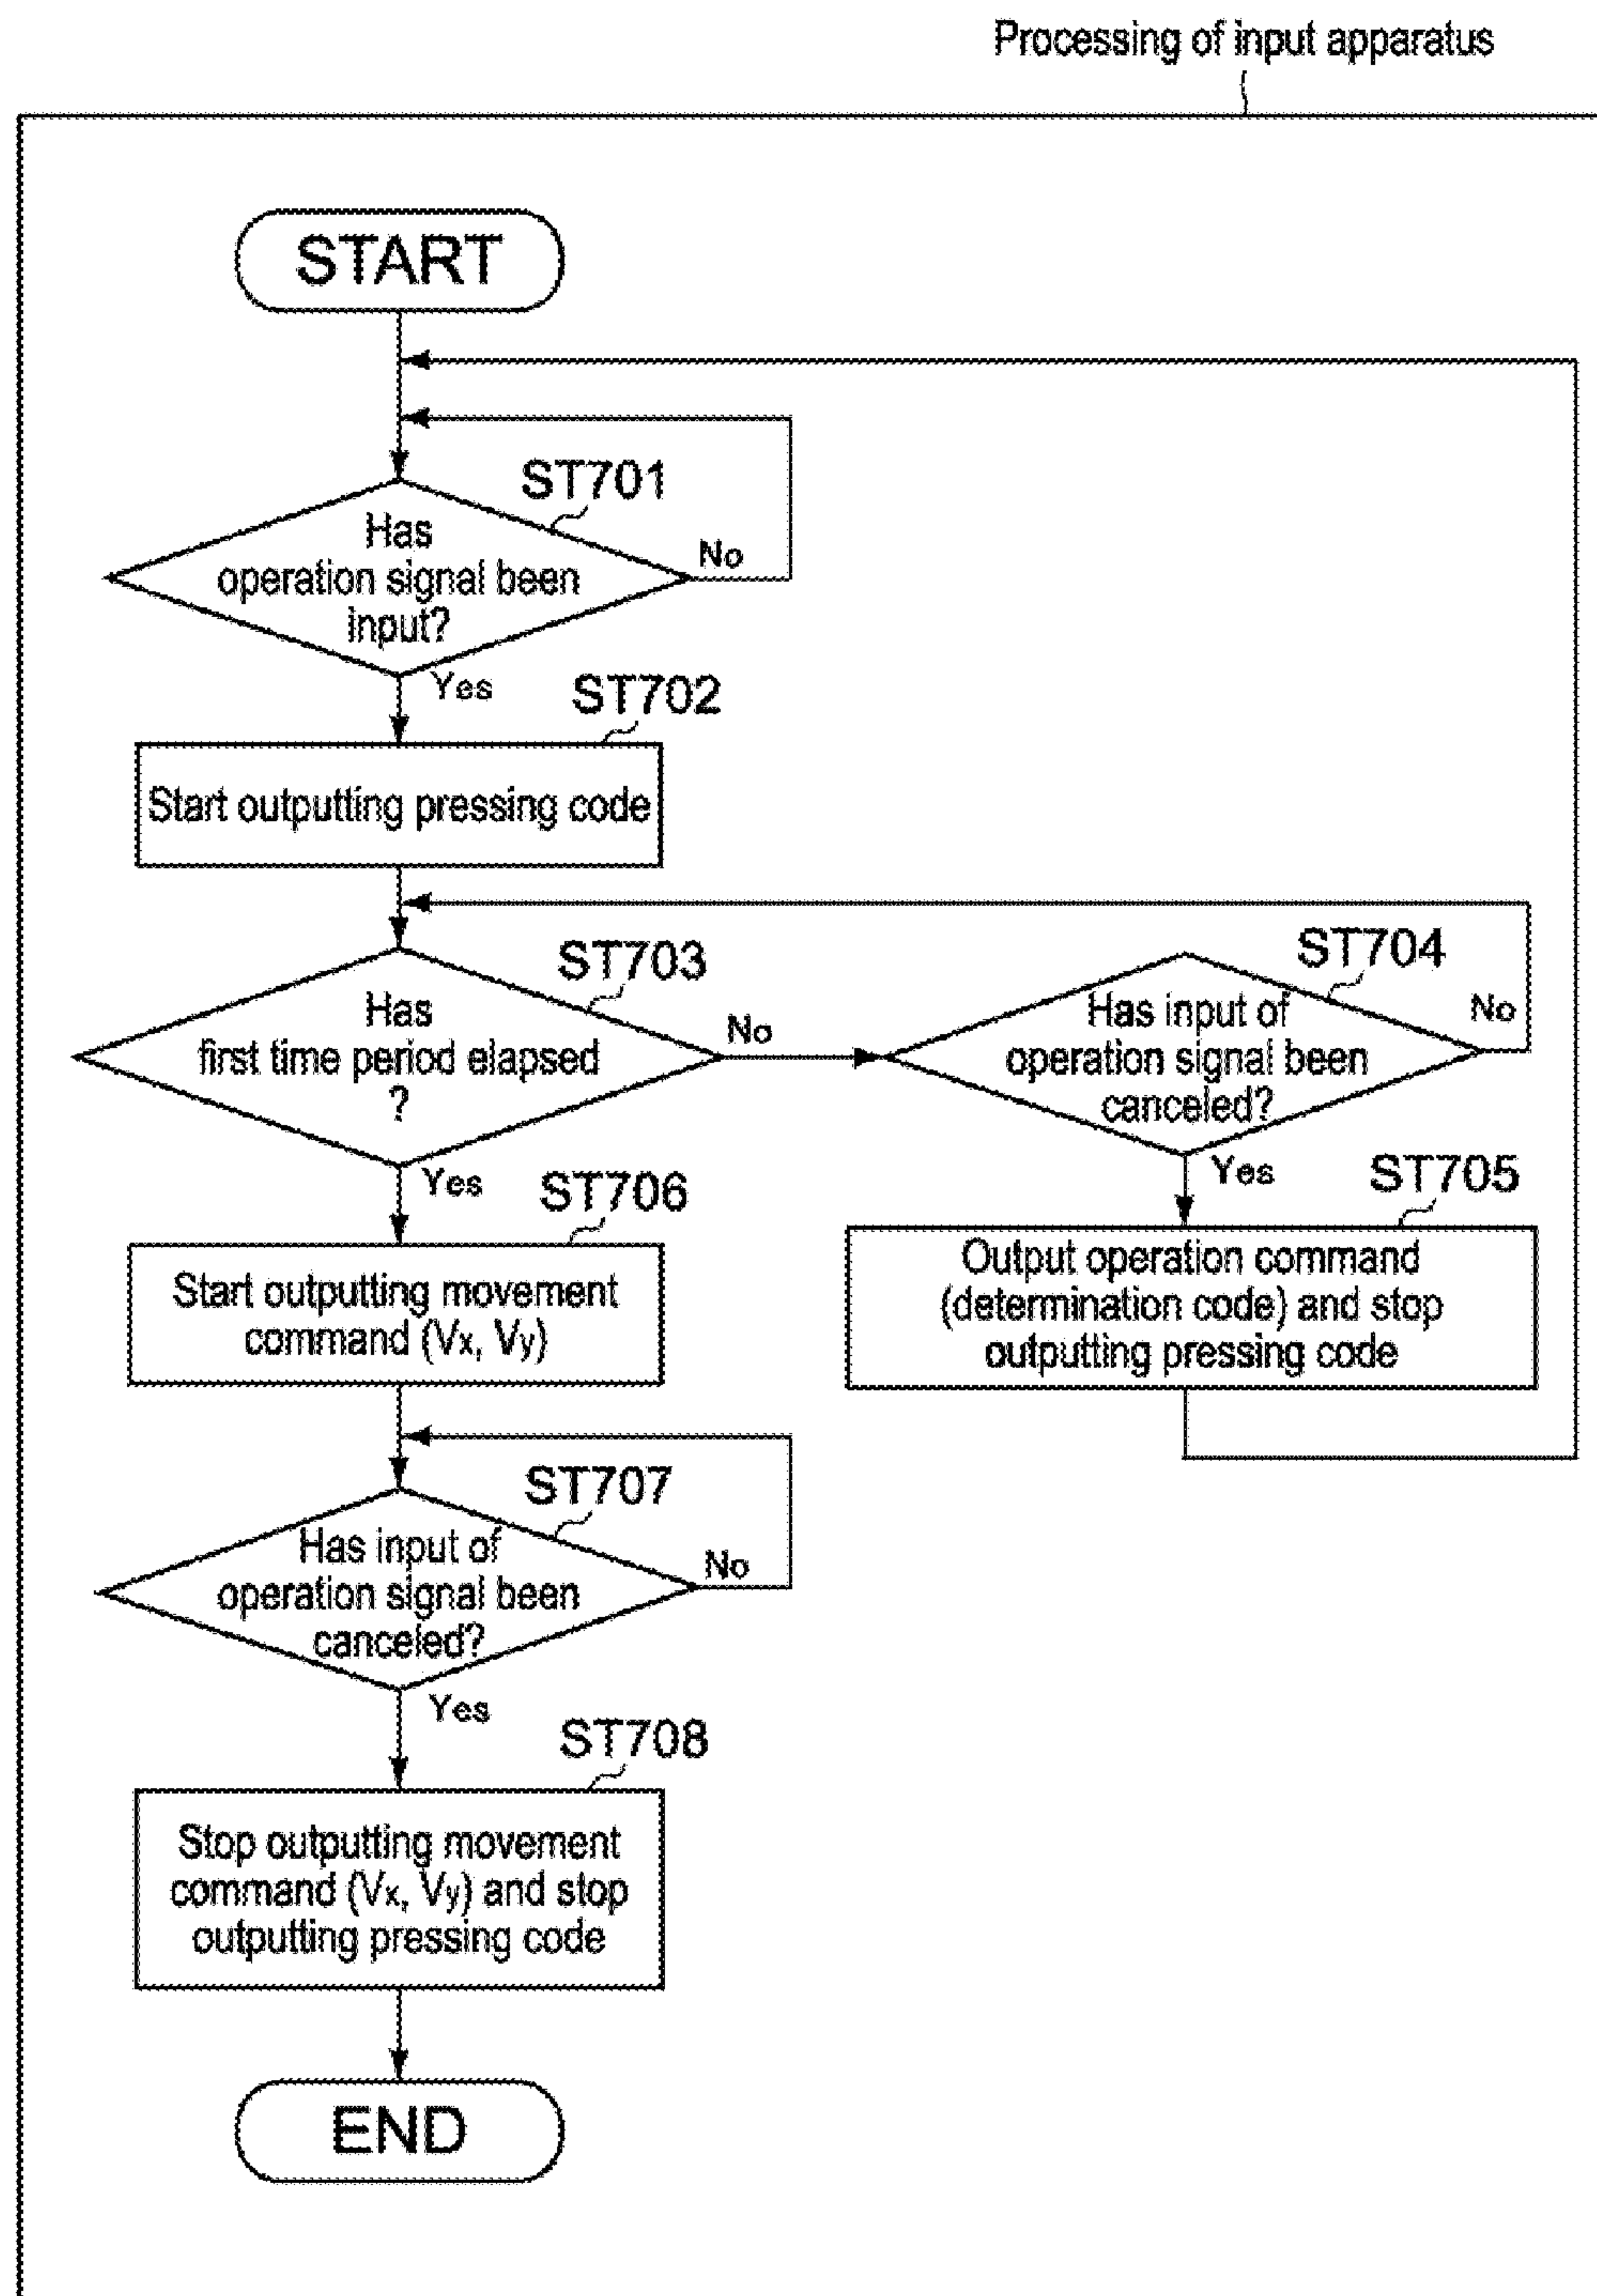 Processing of input apparatus
START
ST701
Has
operation signal been
input?
No
Yes
ST702
Start outputting pressing code
ST703
Has
first time period elapsed
?
No
Yes
ST704
Has input of
operation signal been
canceled?
No
Yes
ST705
Output operation command
(determination code) and stop
outputting pressing code
ST706
Start outputting movement
command (Vx, Vy)
ST707
Has input of
operation signal been
canceled?
No
Yes
ST708
Stop outputting movement
command (Vx, Vy) and stop
outputting pressing code
END